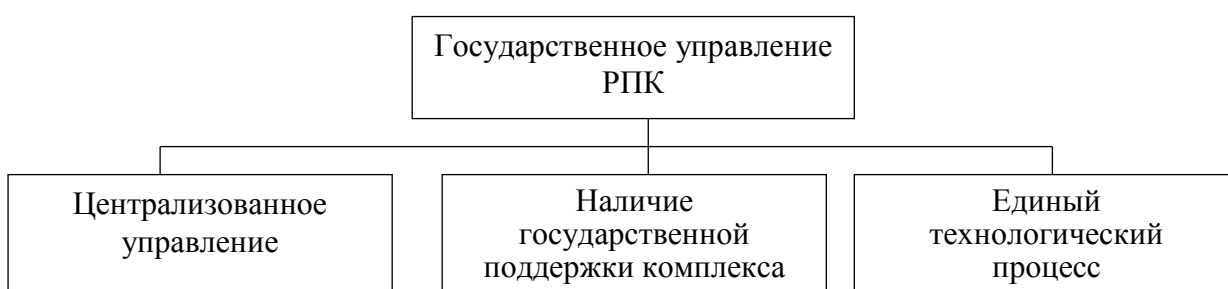 Государственное управление
РПК
Централизованное
управление
Наличие
государственной
поддержки комплекса
Единый
технологический
процесс